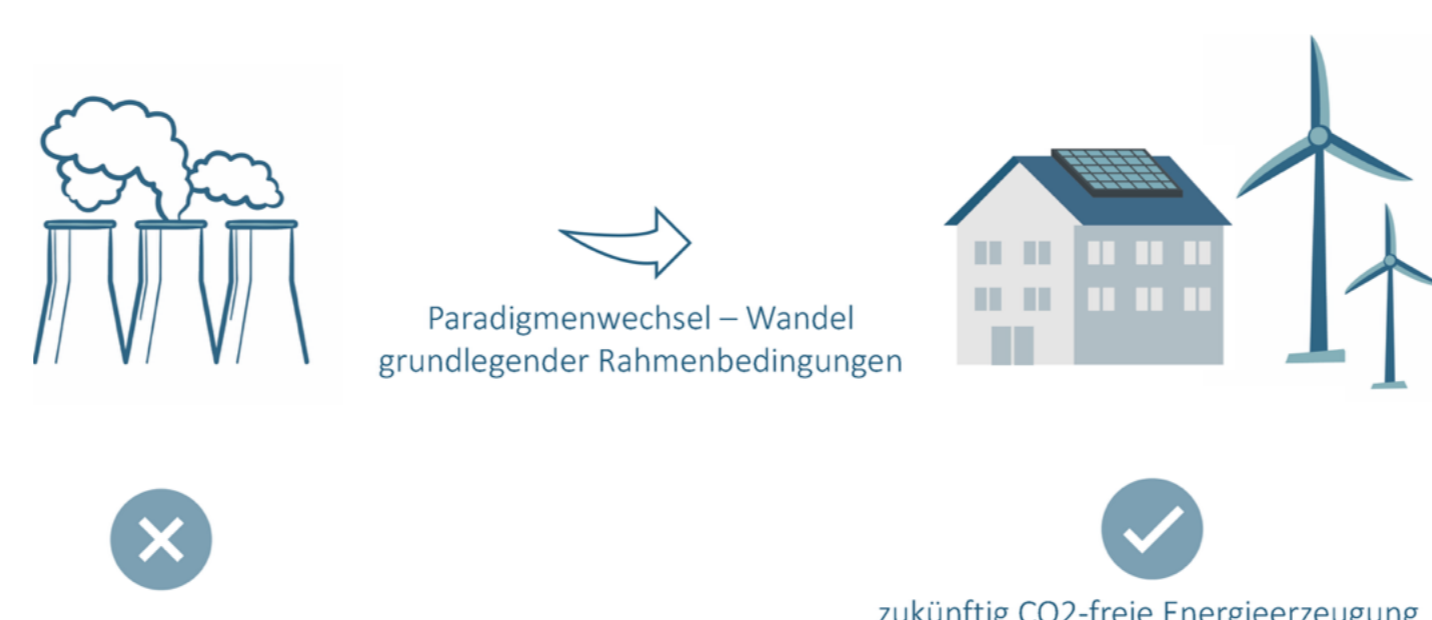 Paradigmenwechsel – Wandel
grundlegender Rahmenbedingungen
zukünftig CO2-freie Energieerzeugung